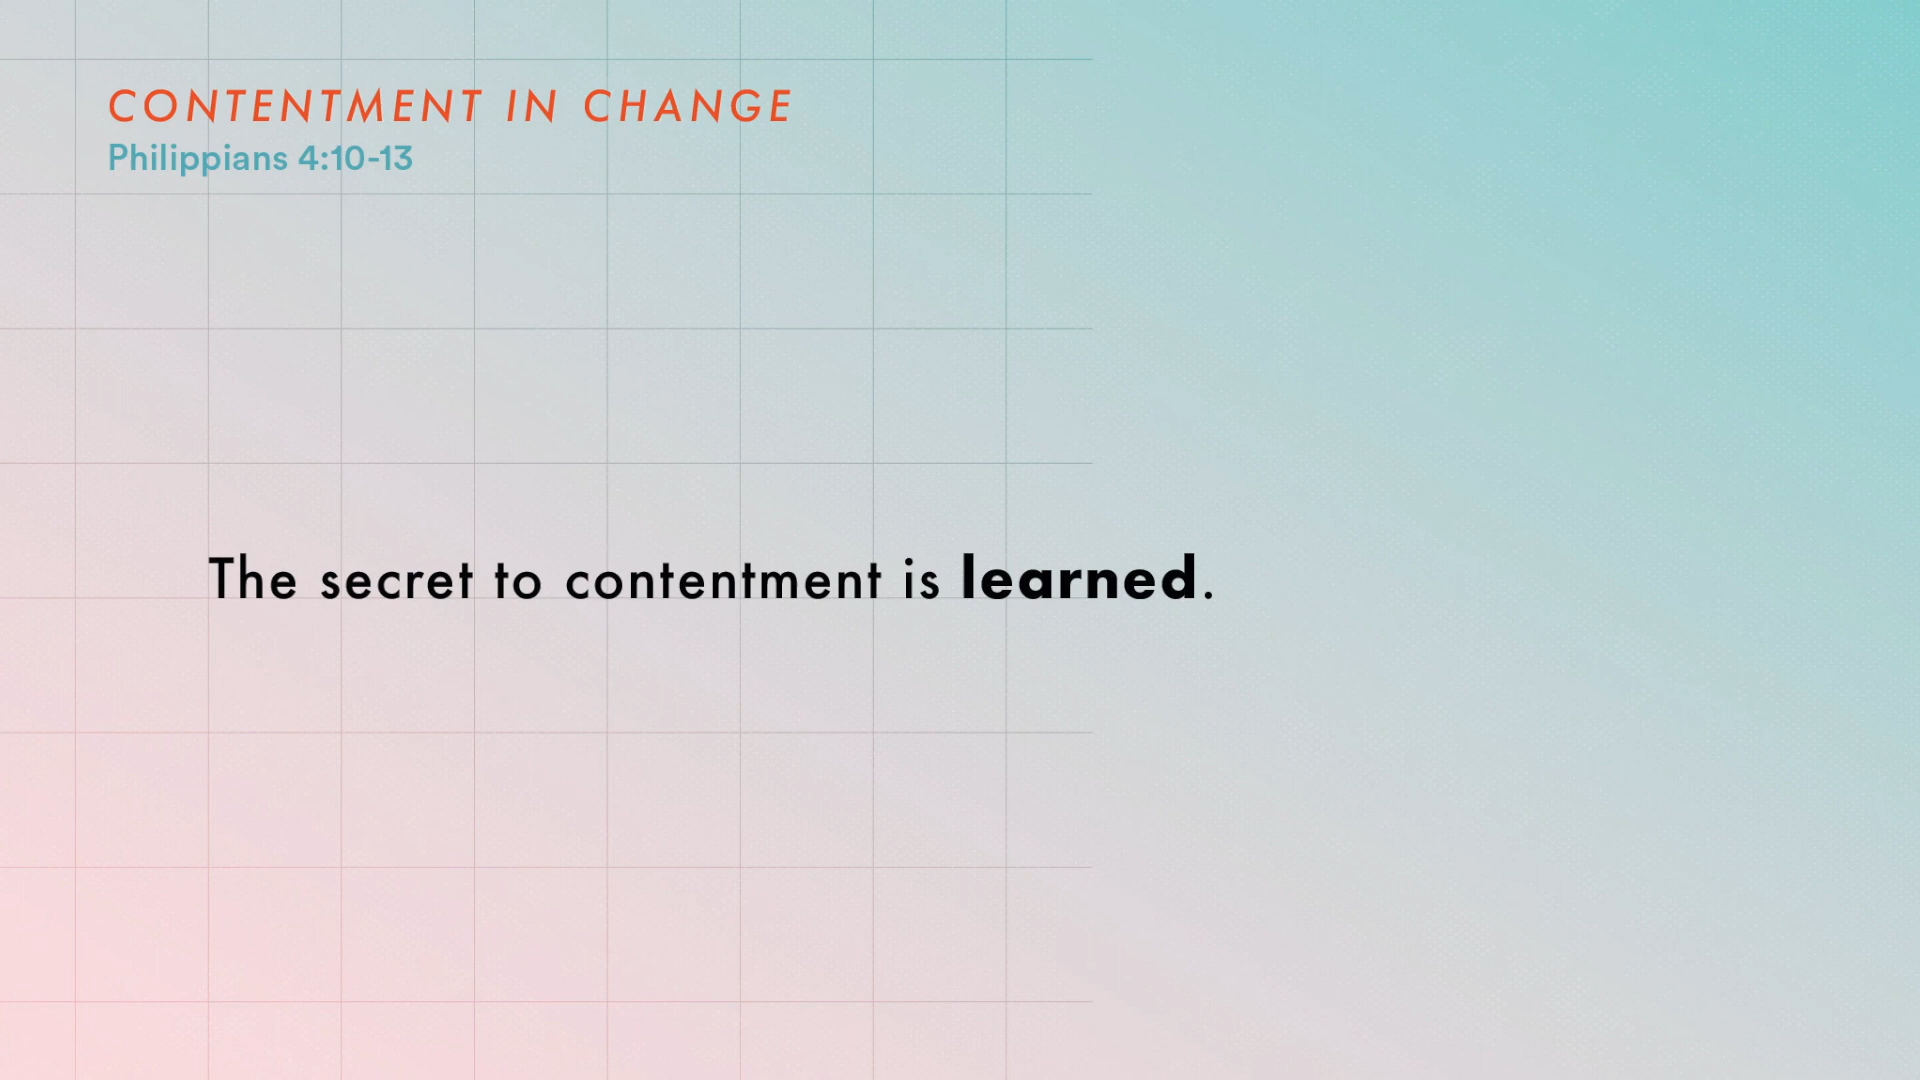 CONTENTMENT IN CHANGE
Philippians 4:10-13
The secret to contentment is learned.